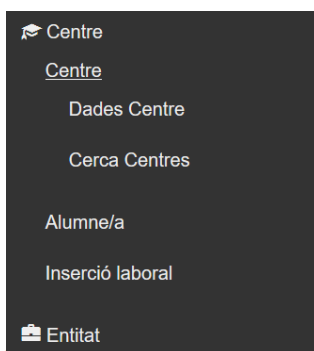 Centre
Centre
Dades Centre
Cerca Centres
Alumne/a
Inserció laboral
Entitat